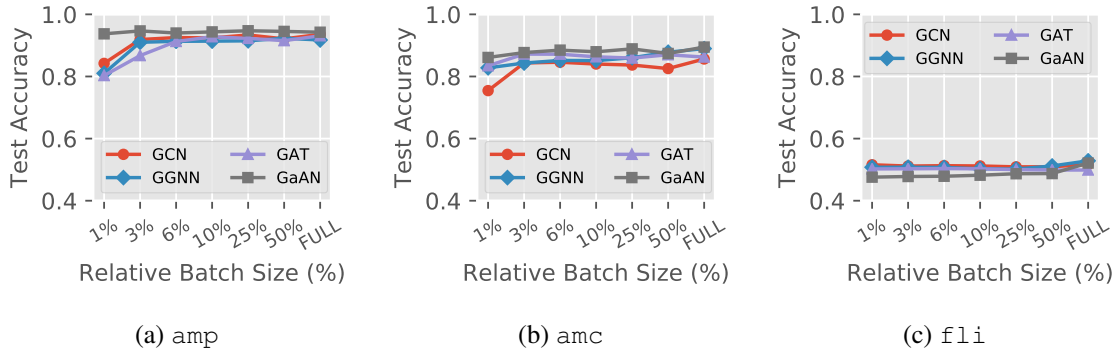 1.0
0.8
0.6
0.4
Test Accuracy
GCN
GGNN
GAT
GaAN
1%
3%
6%
10%
25%
50%
FULL
Relative Batch Size (%)
(a) amp
1.0
0.8
0.6
0.4
Test Accuracy
GCN
GGNN
GAT
GaAN
1%
3%
6%
10%
25%
50%
FULL
Relative Batch Size (%)
(b) amc
1.0
0.8
0.6
0.4
Test Accuracy
GCN
GGNN
GAT
GaAN
1%
3%
6%
10%
25%
50%
FULL
Relative Batch Size (%)
(c) fli